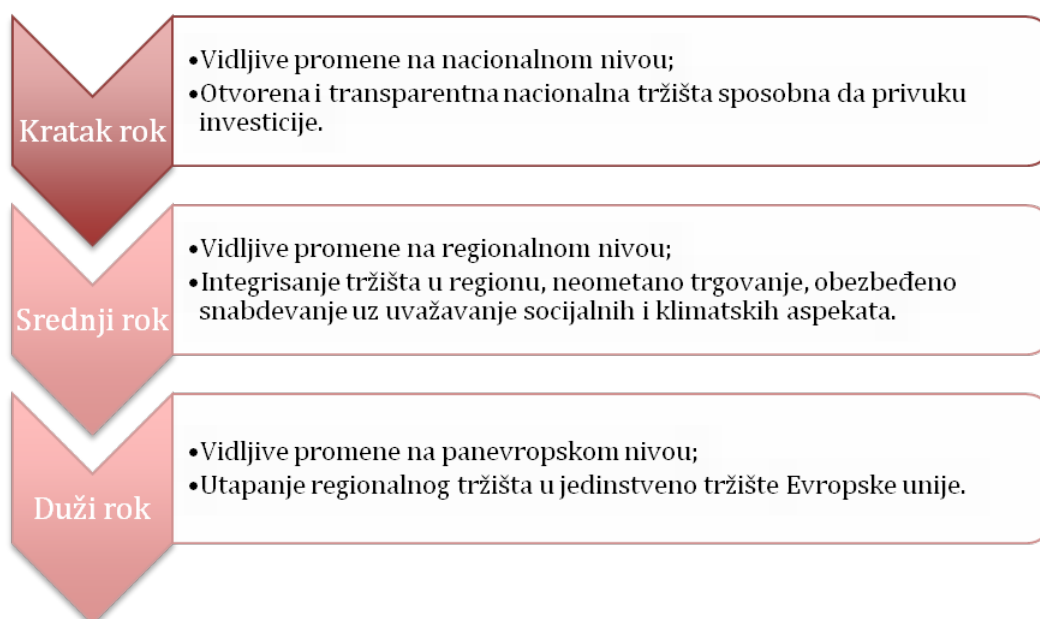 Kratak rok
•Vidljive promene na nacionalnom nivou;
•Otvorena i transparentna nacionalna tržišta sposobna da privuku
investicije.
Srednji rok
•Vidljive promene na regionalnom nivou;
•Integrisanje tržišta u regionu, neometano trgovanje, obezbeđeno
snabdevanje uz uvažavanje socijalnih i klimatskih aspekata.
Duži rok
•Vidljive promene na panevropskom nivou;
•Utapanje regionalnog tržišta u jedinstveno tržište Evropske unije.